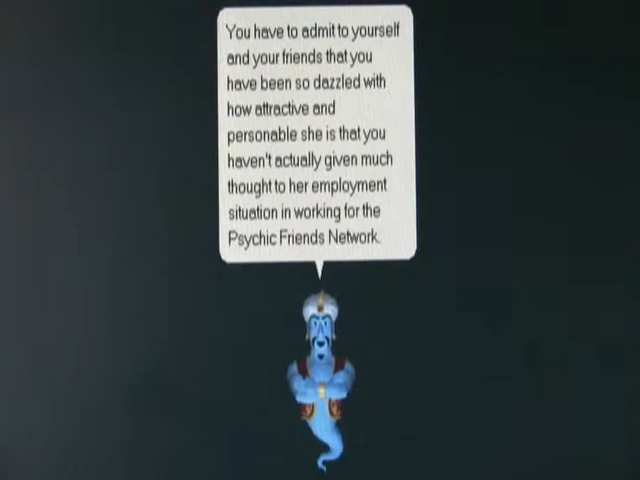 You have to admit to yourself
and your friends that you
have been so dazzled with
how attractive and
personable she is that you
haven't actually given much
thought to her employment
situation in working for the
Psychic Friends Network.